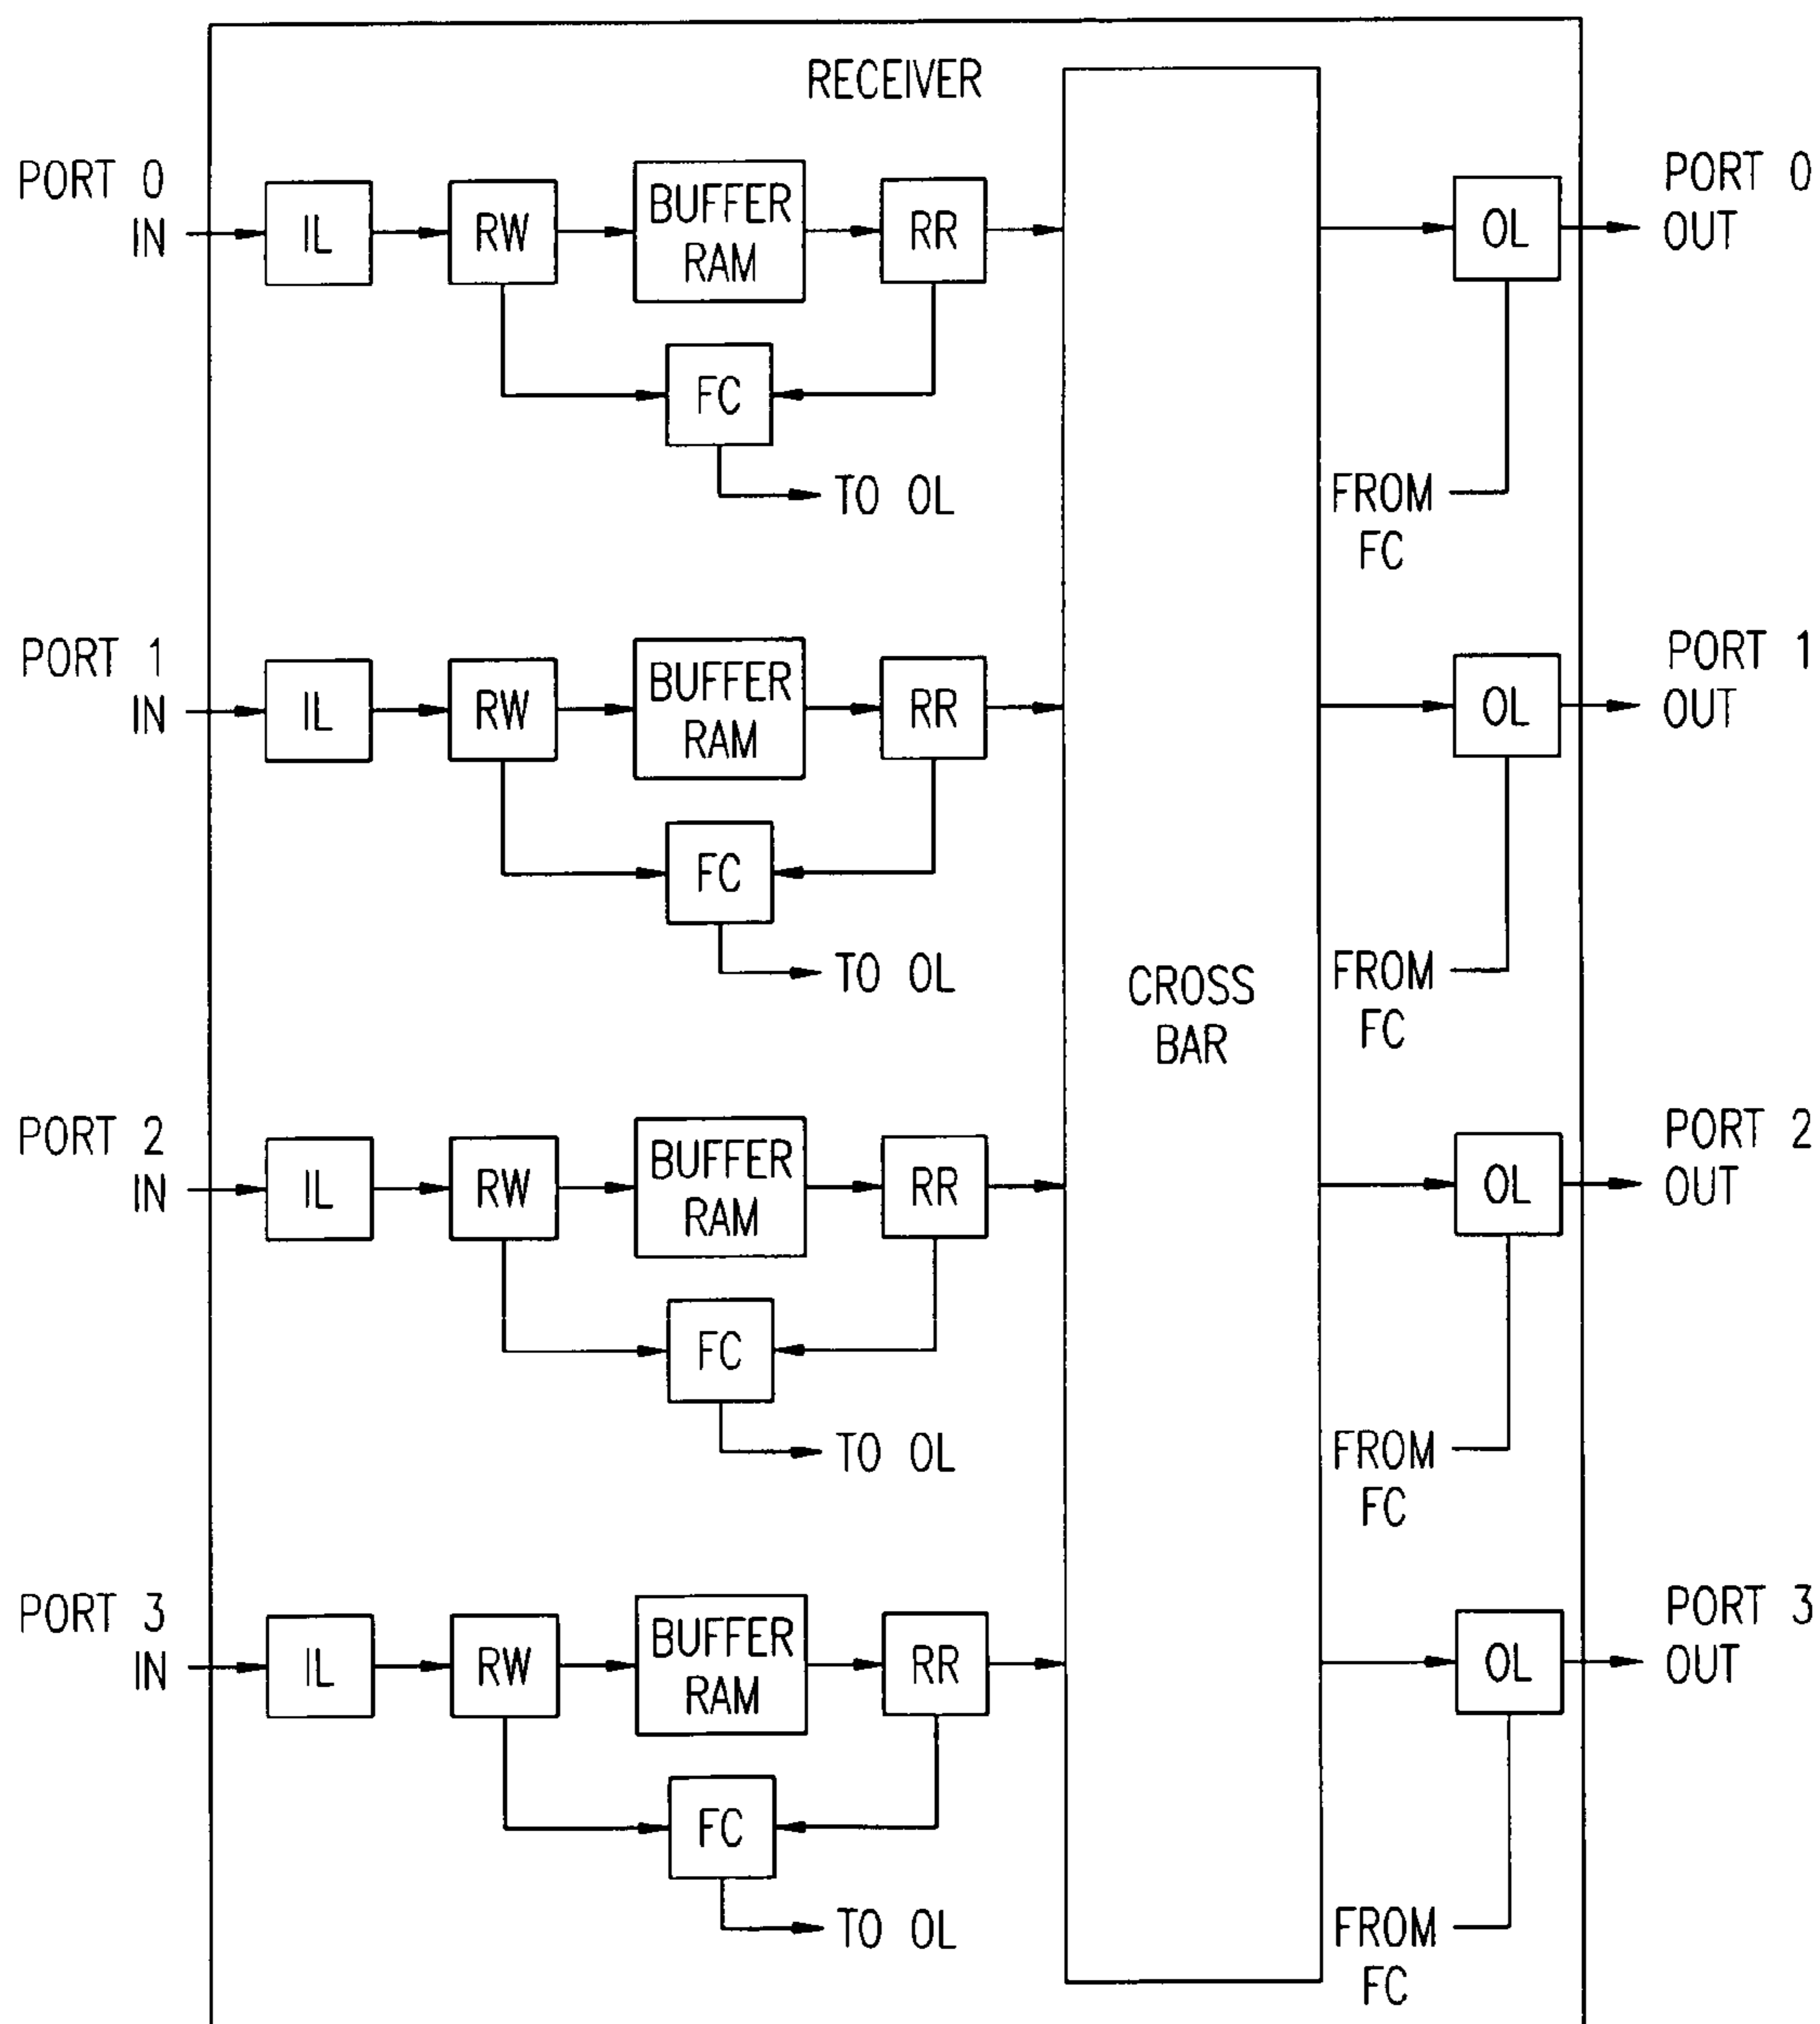 RECEIVER
PORT 0
IN
IL
RW
BUFFER
RAM
RR
OL
PORT 0
OUT
FC
TO OL
FROM
FC
PORT 1
IN
IL
RW
BUFFER
RAM
RR
OL
PORT 1
OUT
FC
TO OL
FROM
FC
CROSS
BAR
PORT 2
IN
IL
RW
BUFFER
RAM
RR
OL
PORT 2
OUT
FC
TO OL
FROM
FC
PORT 3
IN
IL
RW
BUFFER
RAM
RR
OL
PORT 3
OUT
FC
TO OL
FROM
FC